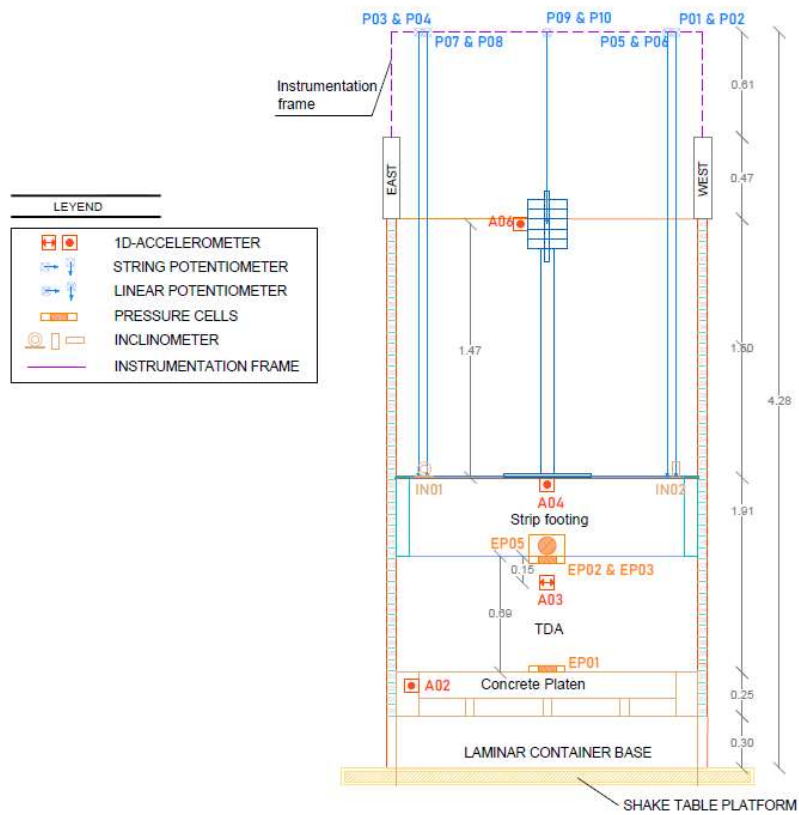 P03 & P04
P09 & P10
P01 & P02
P07 & P08
P05 & P06
Instrumentation
frame
0.61
EAST
WEST
0.47
LEYEND
A06
1D-ACCELEROMETER
STRING POTENTIOMETER
LINEAR POTENTIOMETER
PRESSURE CELLS
INCLINOMETER
INSTRUMENTATION FRAME
1.47
1.50
4.28
IN01
IN02
A04
Strip footing
1.91
EP05
EP02 & EP03
0.15
A03
0.69
TDA
EP01
A02
Concrete Platen
0.25
0.30
LAMINAR CONTAINER BASE
SHAKE TABLE PLATFORM